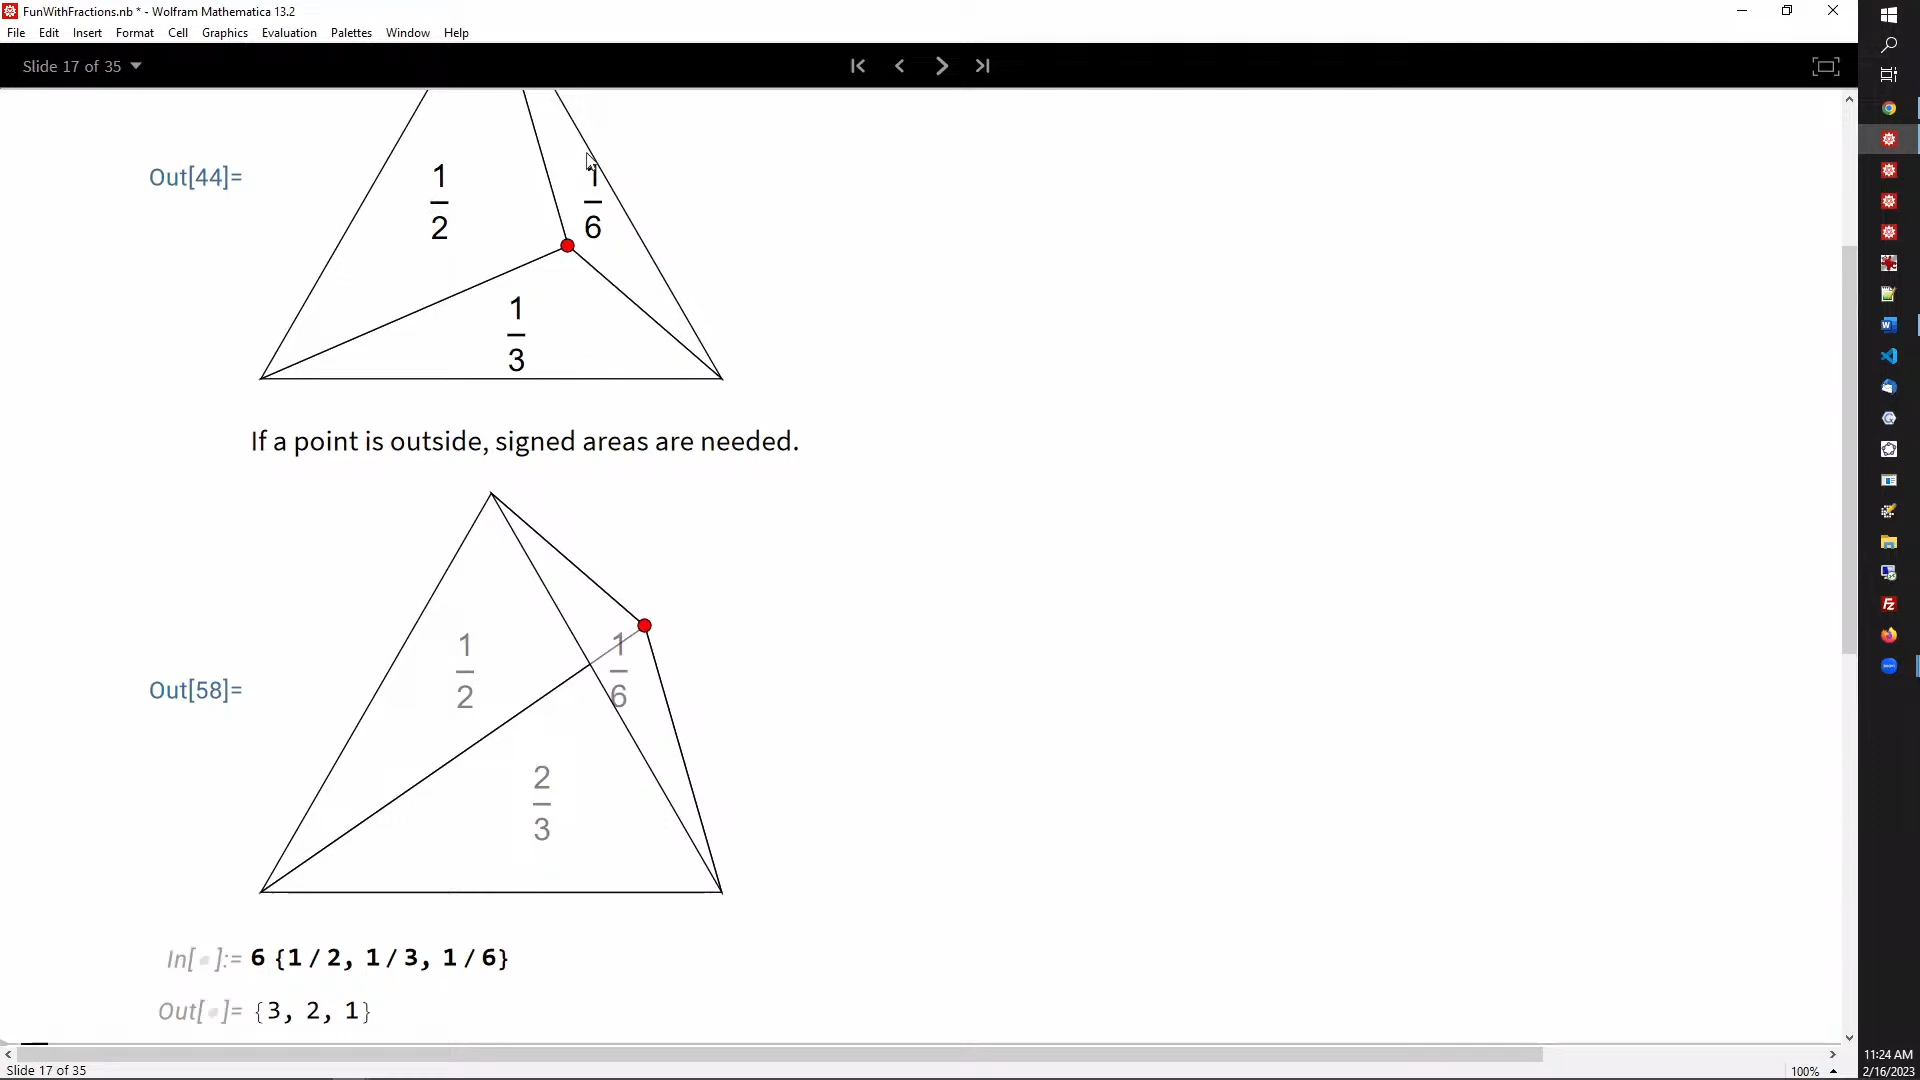 FunWithFractions.nb * - Wolfram Mathematica 13.2
File Edit Insert Format Cell Graphics Evaluation Palettes Window Help
Slide 17 of 35
Out[44]=
1/2
1/6
1/3
If a point is outside, signed areas are needed.
Out[58]=
1/2
1/6
2/3
In[ ]:= 6 {1/2, 1/3, 1/6}
Out[ ]= {3, 2, 1}
Slide 17 of 35
100%
11:24 AM
2/16/2023